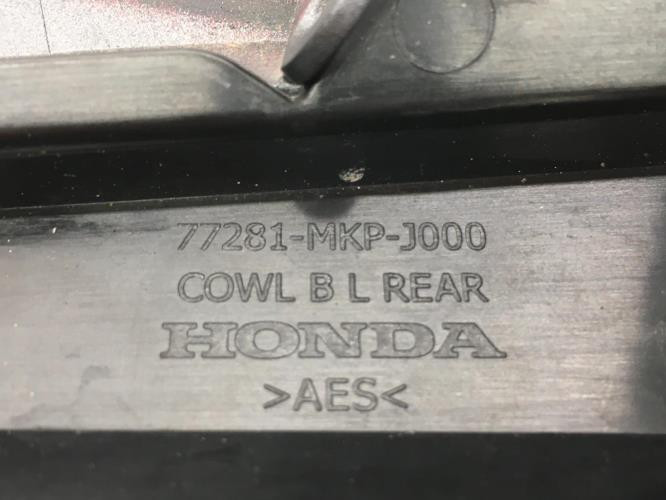 77281-MKP-J000
COWL B L REAR
HONDA
>AES<